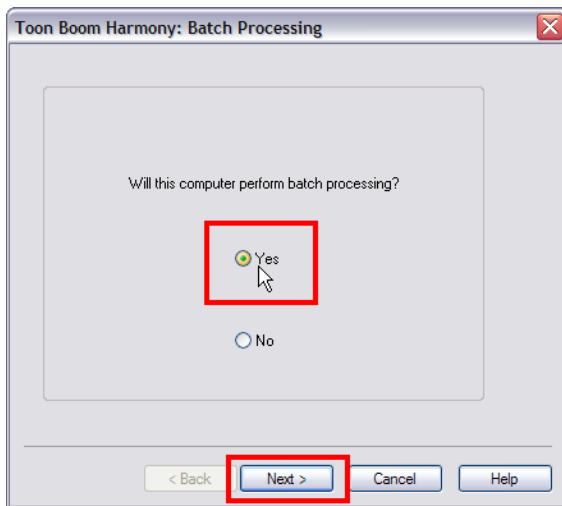 Toon Boom Harmony: Batch Processing
Will this computer perform batch processing?
Yes
No
< Back Next > Cancel Help